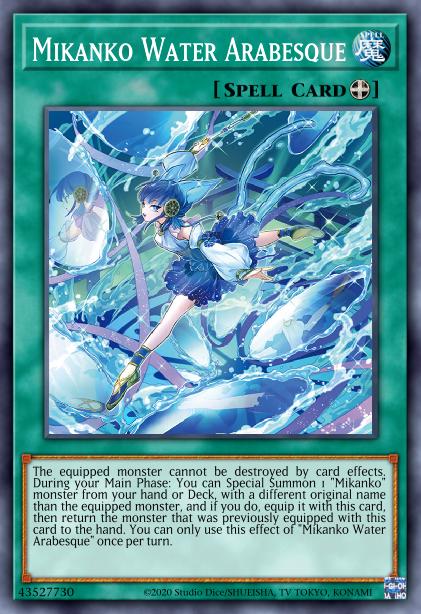 MIKANKO WATER ARABESQUE
SPELL
魔
[SPELL CARD]
The equipped monster cannot be destroyed by card effects.
During your Main Phase: You can Special Summon 1 "Mikanko"
monster from your hand or Deck, with a different original name
than the equipped monster, and if you do, equip it with this card,
then return the monster that was previously equipped with this
card to the hand. You can only use this effect of "Mikanko Water
Arabesque" once per turn.
43527730
©2020 Studio Dice/SHUEISHA, TV TOKYO, KONAMI